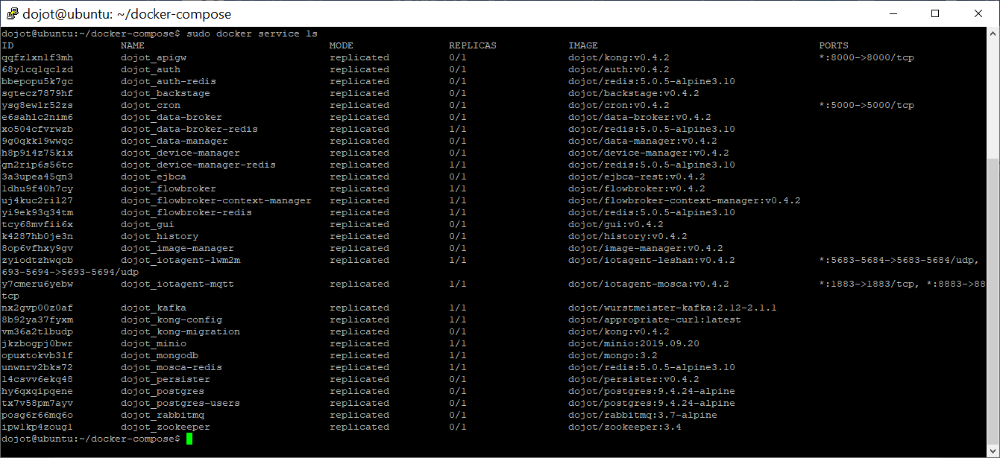 dojot@ubuntu: ~/docker-compose
dojot@ubuntu:~/docker-compose$ sudo docker service ls
ID NAME MODE REPLICAS IMAGE PORTS
qqfzlxnlf3mh dojot_apigw replicated 0/1 dojot/kong:v0.4.2 *:8000->8000/tcp
68ylcqlqclzd dojot_auth replicated 0/1 dojot/auth:v0.4.2
bbepopu5k7gc dojot_auth-redis replicated 0/1 dojot/redis:5.0.5-alpine3.10
sgtecz7879hf dojot_backstage replicated 0/1 dojot/backstage:v0.4.2
ysg8ewlr52zs dojot_cron replicated 0/1 dojot/cron:v0.4.2 *:5000->5000/tcp
e6sahlc2nim6 dojot_data-broker replicated 0/1 dojot/data-broker:v0.4.2
xo504cfvrwzb dojot_data-broker-redis replicated 1/1 dojot/redis:5.0.5-alpine3.10
9g0qkkl9wwqc dojot_data-manager replicated 0/1 dojot/data-manager:v0.4.2
h8p9i4z75kix dojot_device-manager replicated 0/1 dojot/device-manager:v0.4.2
gn2rip6s56tc dojot_device-manager-redis replicated 1/1 dojot/redis:5.0.5-alpine3.10
3a3upea45qn3 dojot_ejbca replicated 0/1 dojot/ejbca-rest:v0.4.2
ldhu9f40h7cy dojot_flowbroker replicated 1/1 dojot/flowbroker:v0.4.2
uj4kuc2ril27 dojot_flowbroker-context-manager replicated 1/1 dojot/flowbroker-context-manager:v0.4.2
yi9ek93q34tm dojot_flowbroker-redis replicated 1/1 dojot/redis:5.0.5-alpine3.10
tcy68mvfii6x dojot_gui replicated 0/1 dojot/gui:v0.4.2
k4287hb0je3n dojot_history replicated 0/1 dojot/history:v0.4.2
8op6vfhxy9gv dojot_image-manager replicated 0/1 dojot/image-manager:v0.4.2
zyiodtzhwqcb dojot_iotagent-lwm2m replicated 1/1 dojot/iotagent-leshan:v0.4.2 *:5683-5684->5683-5684/udp,
693-5694->5693-5694/udp
y7cmeru6yebw dojot_iotagent-mqtt replicated 1/1 dojot/iotagent-mosca:v0.4.2 *:1883->1883/tcp, *:8883->88
tcp
nx2gvp00z0af dojot_kafka replicated 1/1 dojot/wurstmeister-kafka:2.12-2.1.1
8b92ya37fyxm dojot_kong-config replicated 1/1 dojot/appropriate-curl:latest
vm36a2tlbudp dojot_kong-migration replicated 0/1 dojot/kong:v0.4.2
jkzbogpj0bwr dojot_minio replicated 1/1 dojot/minio:2019.09.20
opuxtokvb3lf dojot_mongodb replicated 1/1 dojot/mongo:3.2
unwnrv2bks72 dojot_mosca-redis replicated 1/1 dojot/redis:5.0.5-alpine3.10
l4csvv6ekq48 dojot_persister replicated 0/1 dojot/persister:v0.4.2
hy6qxqipqene dojot_postgres replicated 0/1 dojot/postgres:9.4.24-alpine
tx7v58pm7ayv dojot_postgres-users replicated 0/1 dojot/postgres:9.4.24-alpine
posg6r66mq6o dojot_rabbitmq replicated 0/1 dojot/rabbitmq:3.7-alpine
ipwlkp4zougl dojot_zookeeper replicated 0/1 dojot/zookeeper:3.4
dojot@ubuntu:~/docker-compose$